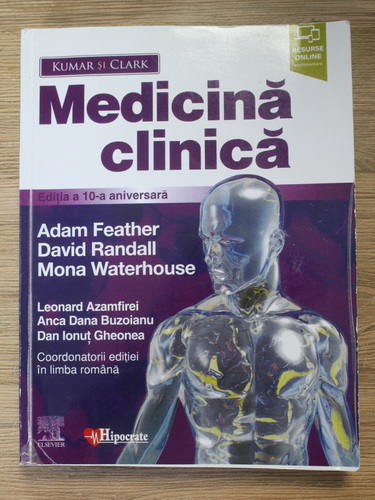 KUMAR ȘI CLARK
RESURSE
ONLINE
Medicină
clinică
Ediția a 10-a aniversară
Adam Feather
David Randall
Mona Waterhouse
Leonard Azamfirei
Anca Dana Buzoianu
Dan Ionuț Gheonea
Coordonatorii ediției
în limba română
ELSEVIER
Hipocrate